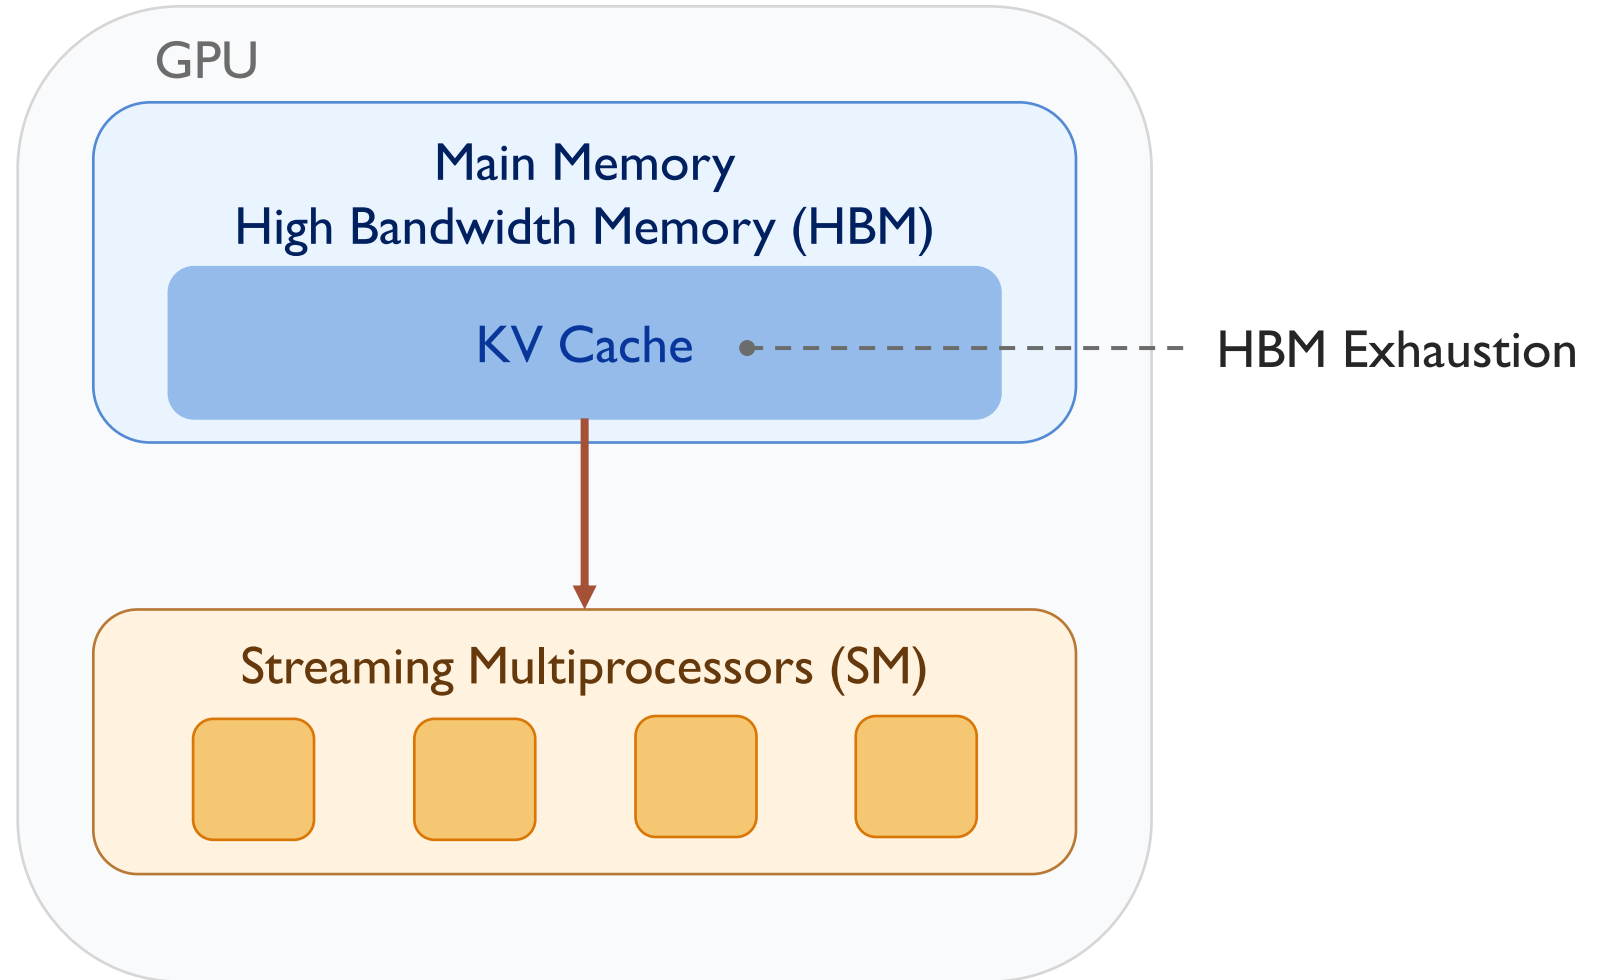 GPU
Main Memory
High Bandwidth Memory (HBM)
KV Cache
HBM Exhaustion
Streaming Multiprocessors (SM)